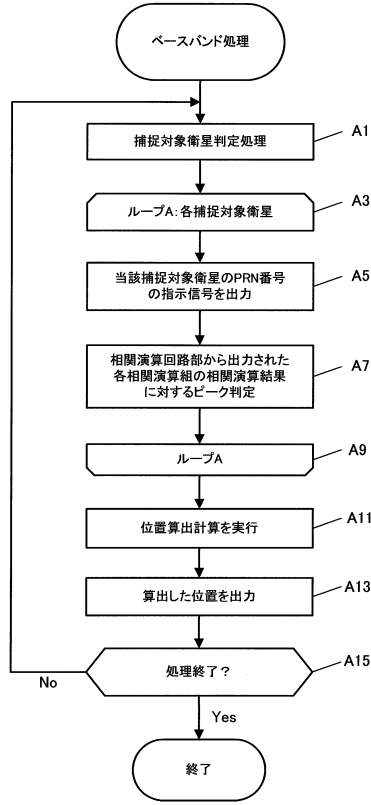 ベースバンド処理
捕捉対象衛星判定処理
A1
ループA:各捕捉対象衛星
A3
当該捕捉対象衛星のPRN番号
の指示信号を出力
A5
相関演算回路部から出力された
各相関演算組の相関演算結果
に対するピーク判定
A7
ループA
A9
位置算出計算を実行
A11
算出した位置を出力
A13
処理終了?
A15
No
Yes
終了